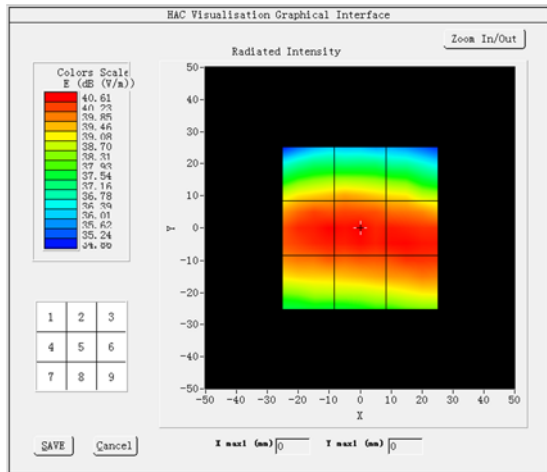 HAC Visualisation Graphical Interface
Zoom In/Out
Radiated Intensity
Colors Scale
E (dB (V/m))
40.61
40.23
39.85
39.46
39.08
38.70
38.31
37.93
37.54
37.16
36.78
36.39
36.01
35.62
35.24
34.86
50
40
30
20
10
0
-10
-20
-30
-40
-50
Y
-50 -40 -30 -20 -10 0 10 20 30 40 50
X
1 2 3
4 5 6
7 8 9
SAVE Cancel
X max1 (mm) 0 Y max1 (mm) 0